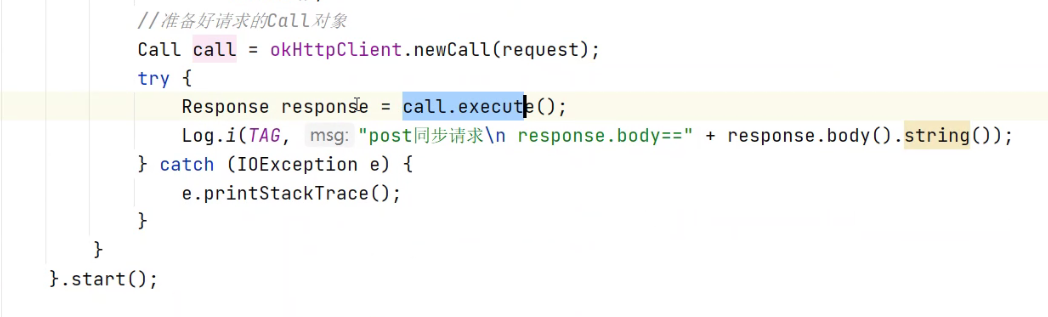 //准备好请求的Call对象
Call call = okHttpClient.newCall(request);
try {
Response response = call.execute();
Log.i(TAG, msg: "post同步请求\n response.body==" + response.body().string());
} catch (IOException e) {
e.printStackTrace();
}
}
}.start();